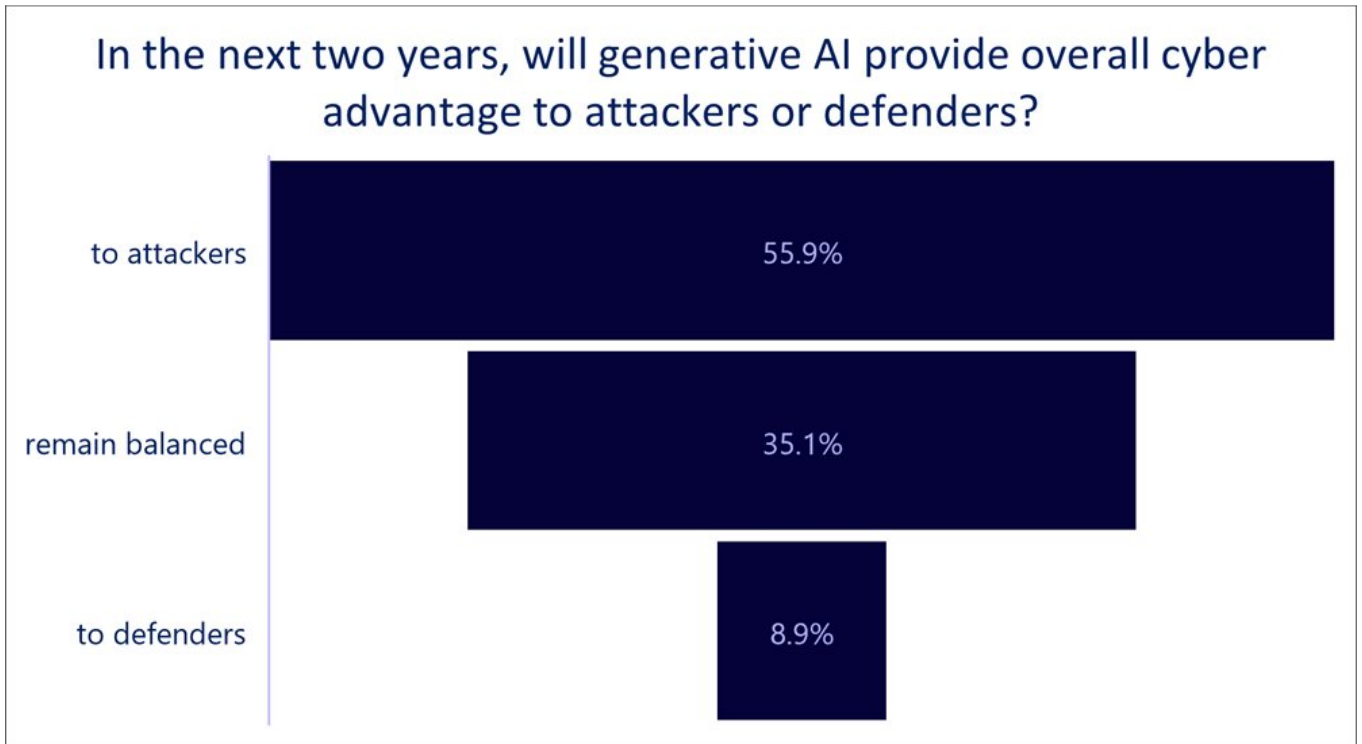 In the next two years, will generative AI provide overall cyber
advantage to attackers or defenders?
to attackers
55.9%
remain balanced
35.1%
to defenders
8.9%